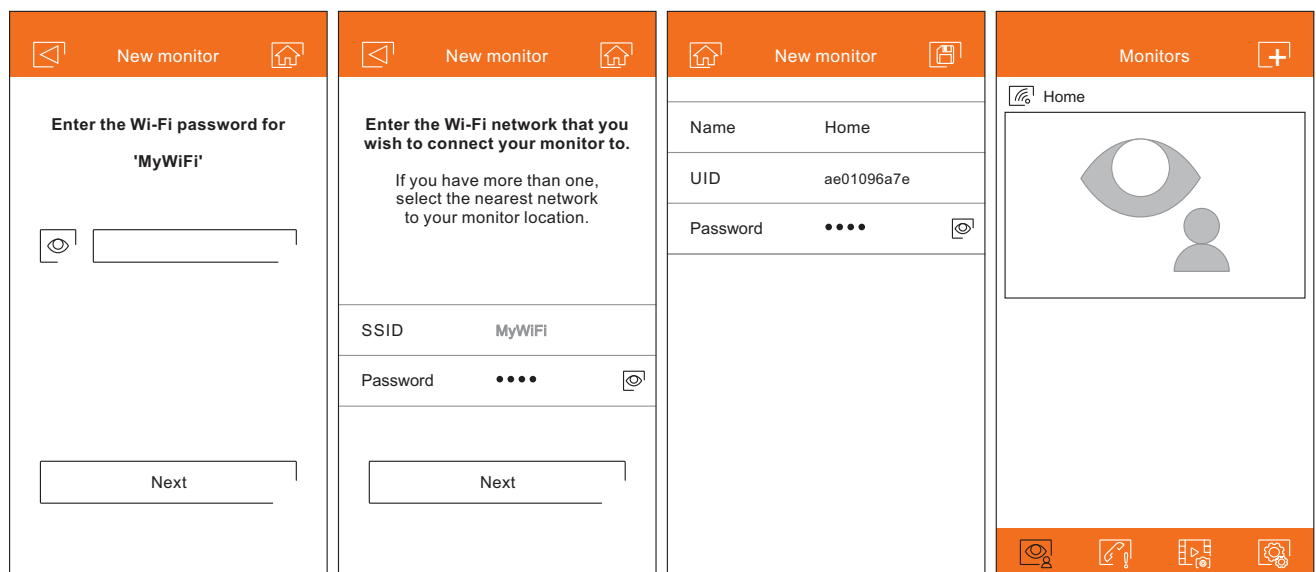 New monitor
Enter the Wi-Fi password for
'MyWiFi'
Next
New monitor
Enter the Wi-Fi network that you
wish to connect your monitor to.
If you have more than one,
select the nearest network
to your monitor location.
SSID MyWiFi
Password ••••
Next
New monitor
Name Home
UID ae01096a7e
Password ••••
Monitors
Home